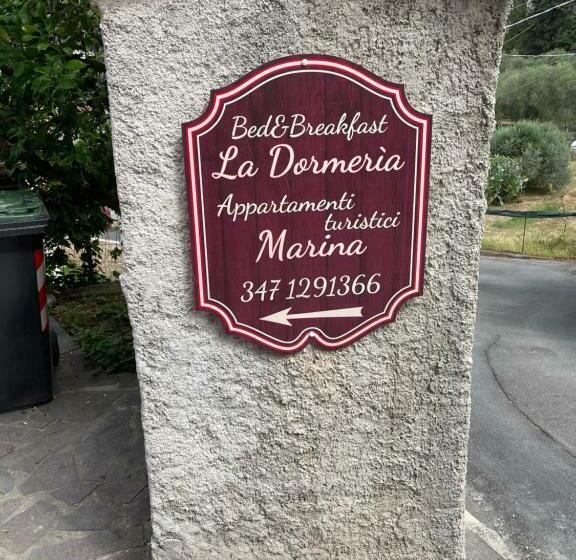 Bed&Breakfast
La Dormerìa
Appartamenti
turistici
Marina
347 1291366